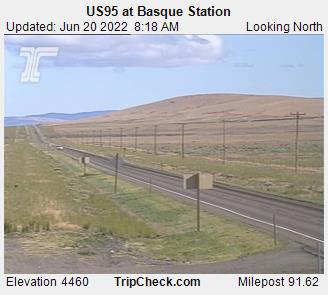 US95 at Basque Station
Updated: Jun 20 2022 8:18 AM Looking North
Elevation 4460 TripCheck.com Milepost 91.62